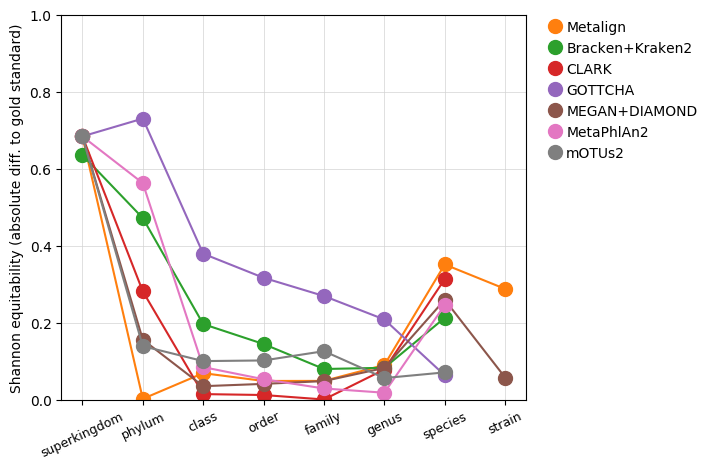 Shannon equitability (absolute diff. to gold standard)
1.0
0.8
0.6
0.4
0.2
0.0
superkingdom
phylum
class
order
family
genus
species
strain
Metalign
Bracken+Kraken2
CLARK
GOTTCHA
MEGAN+DIAMOND
MetaPhlAn2
mOTUs2